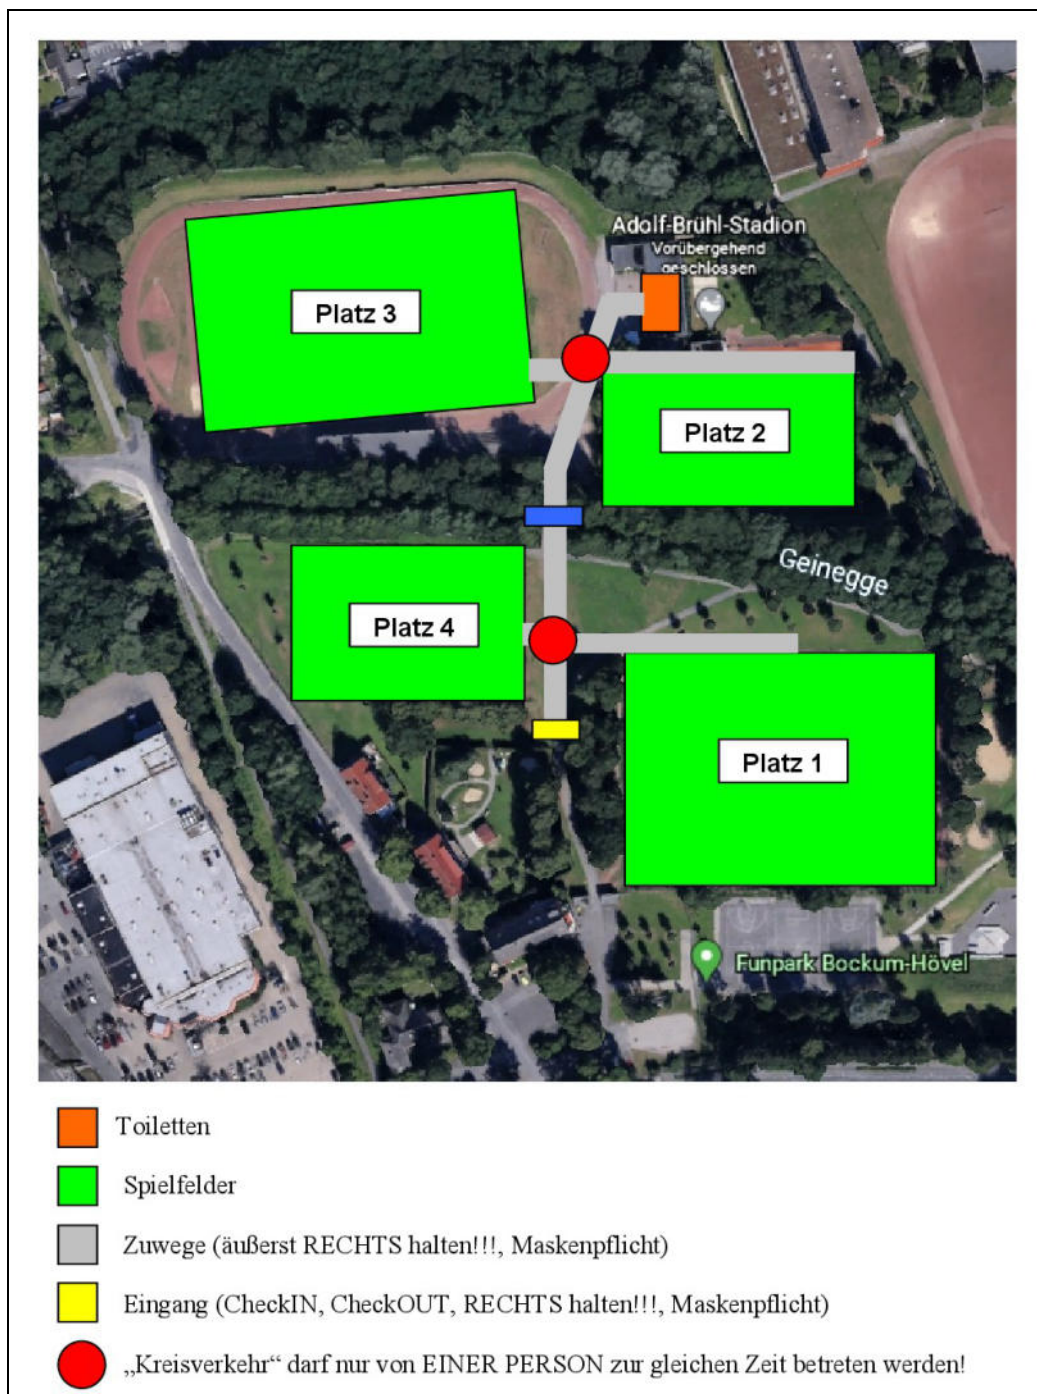 Adolf-Brühl-Stadion
Vorübergehend
geschlossen
Platz 3
Platz 2
Geinegge
Platz 4
Platz 1
Funpark Bockum-Hövel
Toiletten
Spielfelder
Zuwege (äußerst RECHTS halten!!!, Maskenpflicht)
Eingang (CheckIN, CheckOUT, RECHTS halten!!!, Maskenpflicht)
„Kreisverkehr“ darf nur von EINER PERSON zur gleichen Zeit betreten werden!